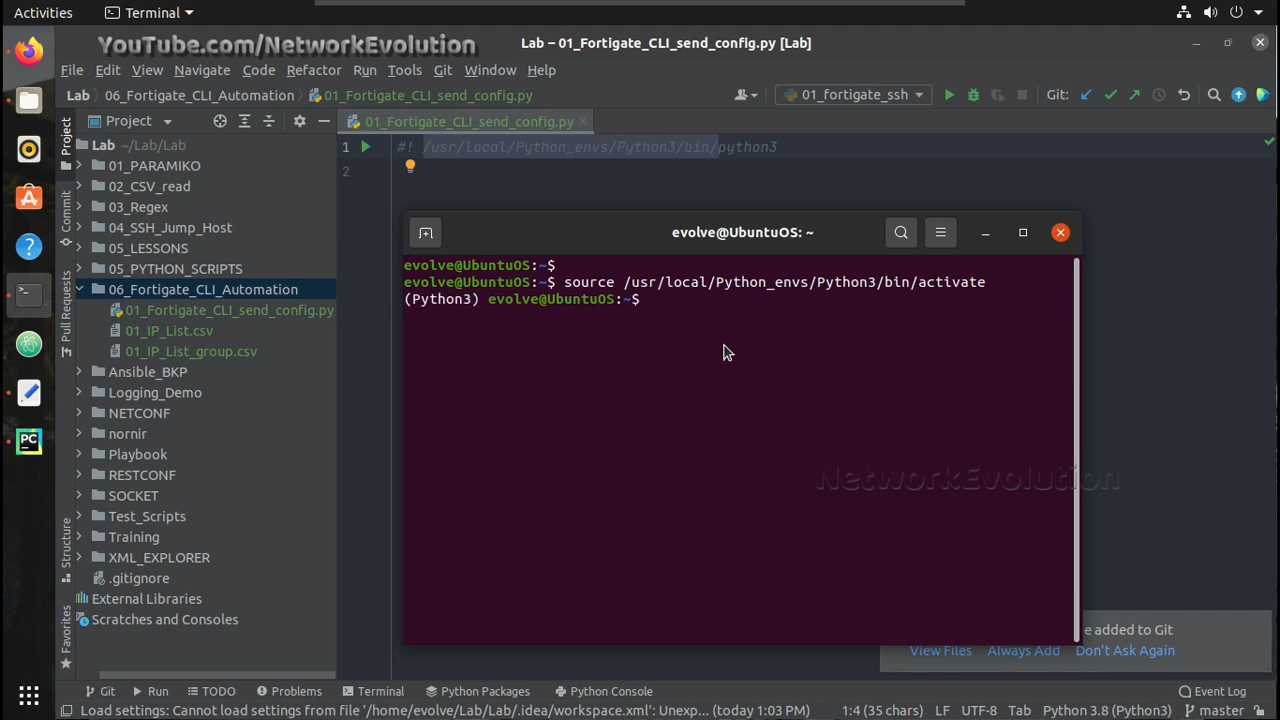 Activities
Terminal
YouTube.com/NetworkEvolution
Lab – 01_Fortigate_CLI_send_config.py [Lab]
File Edit View Navigate Code Refactor Run Tools Git Window Help
Lab 06_Fortigate_CLI_Automation 01_Fortigate_CLI_send_config.py
01_fortigate_ssh
Git:
Project
Project
01_Fortigate_CLI_send_config.py
Lab ~/Lab/Lab
01_PARAMIKO
02_CSV_read
03_Regex
04_SSH_Jump_Host
05_LESSONS
05_PYTHON_SCRIPTS
06_Fortigate_CLI_Automation
01_Fortigate_CLI_send_config.py
01_IP_List.csv
01_IP_List_group.csv
Ansible_BKP
Logging_Demo
NETCONF
nornir
Playbook
RESTCONF
SOCKET
Test_Scripts
Training
XML_EXPLORER
.gitignore
External Libraries
Scratches and Consoles
Commit
Pull Requests
Structure
Favorites
1 #! /usr/local/Python_envs/Python3/bin/python3
2
evolve@UbuntuOS: ~
evolve@UbuntuOS:~$
evolve@UbuntuOS:~$ source /usr/local/Python_envs/Python3/bin/activate
(Python3) evolve@UbuntuOS:~$
NetworkEvolution
e added to Git
View Files Always Add Don't Ask Again
Git Run TODO Problems Terminal Python Packages Python Console Event Log
Load settings: Cannot load settings from file '/home/evolve/Lab/Lab/.idea/workspace.xml': Unexp... (today 1:03 PM) 1:4 (35 chars) LF UTF-8 Tab Python 3.8 (Python3) master